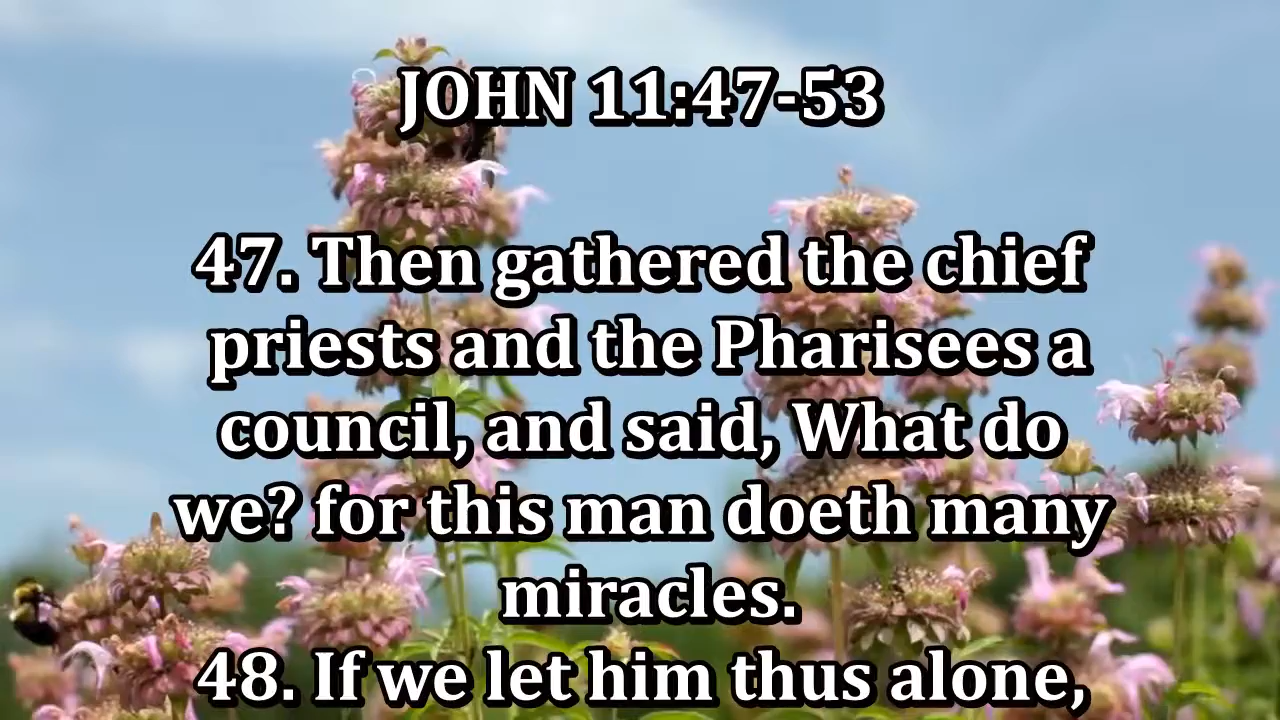 JOHN 11:47-53
47. Then gathered the chief
priests and the Pharisees a
council, and said, What do
we? for this man doeth many
miracles.
48. If we let him thus alone,